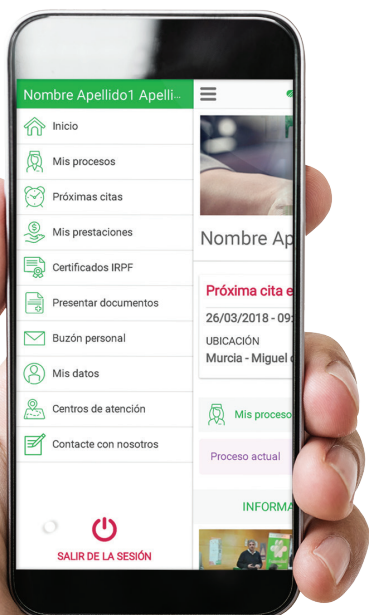 Nombre Apellido1 Apelli...
Inicio
Mis procesos
Próximas citas
Mis prestaciones
Certificados IRPF
Presentar documentos
Buzón personal
Mis datos
Centros de atención
Contacte con nosotros
SALIR DE LA SESIÓN
Nombre Ap
Próxima cita e
26/03/2018 - 09:
UBICACIÓN
Murcia - Miguel d
Mis proceso
Proceso actual
INFORMA